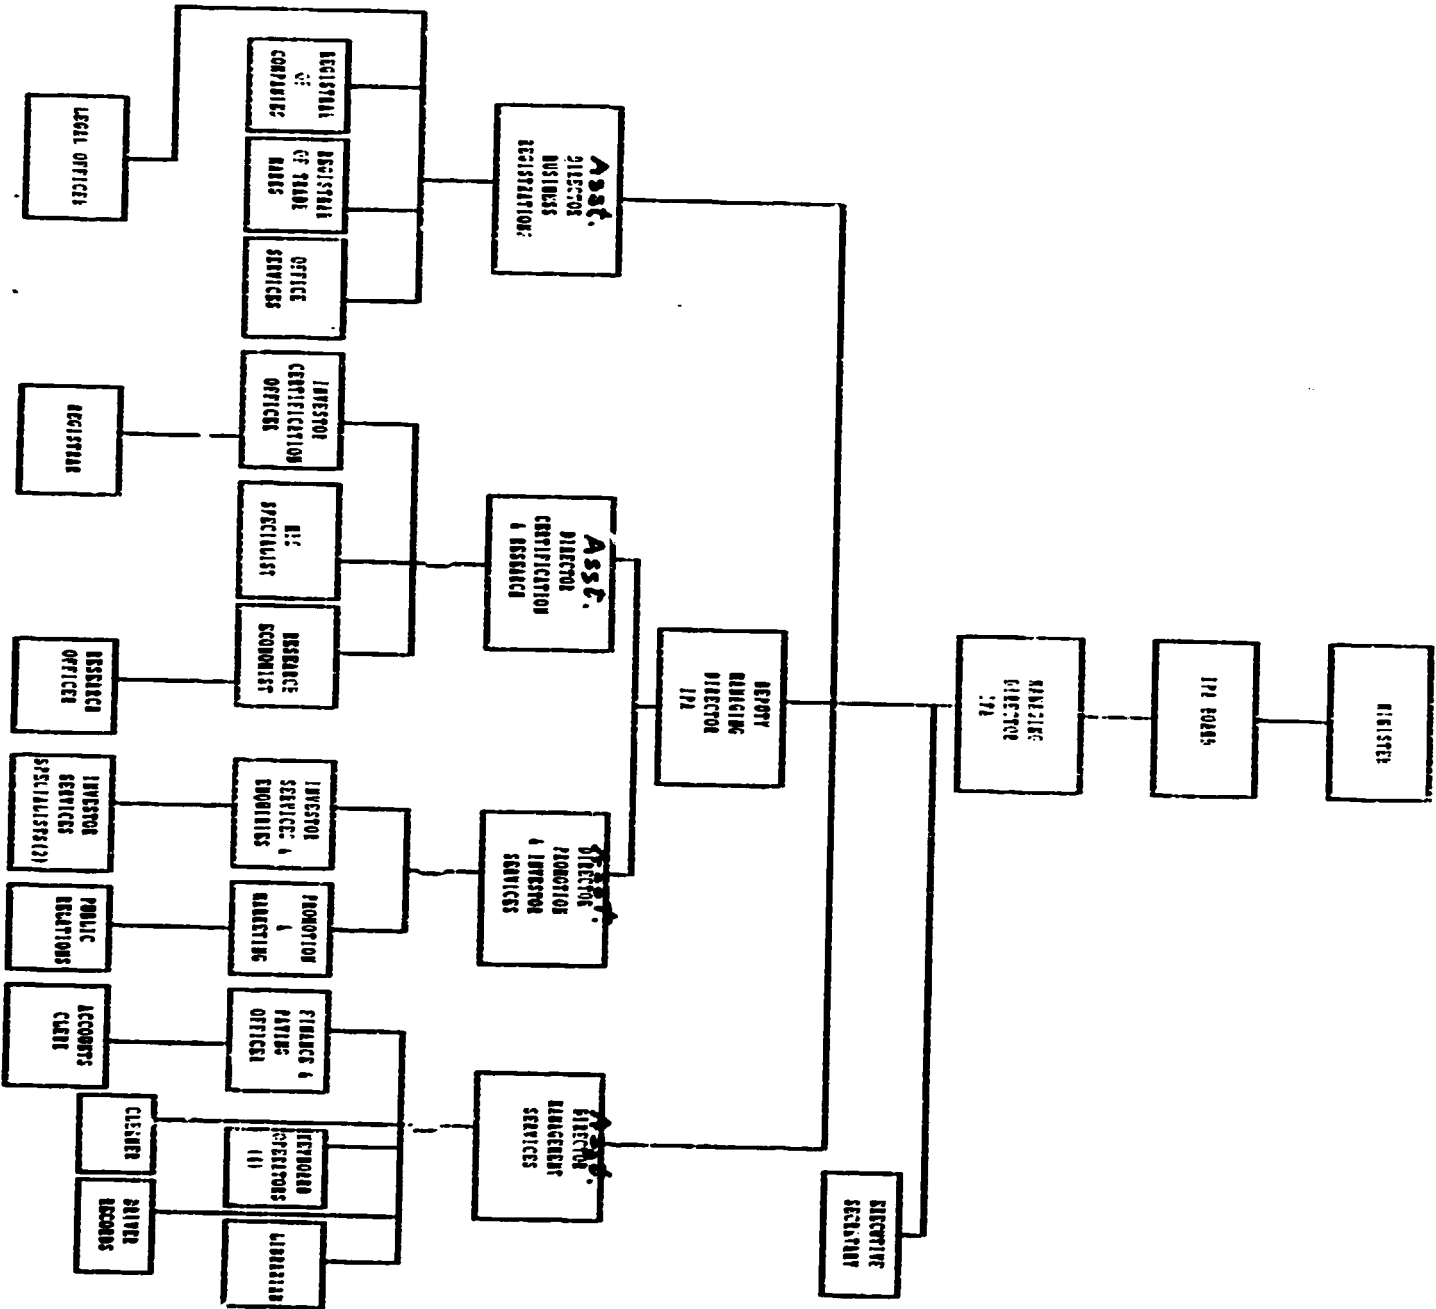 MINISTER
IPA BOARD
MANAGING
DIRECTOR
IPA
EXECUTIVE
SECRETARY
DEPUTY
MANAGING
DIRECTOR
IPA
Asst.
DIRECTOR
BUSINESS
REGISTRATIONS
Asst.
DIRECTOR
CERTIFICATION
& RESEARCH
Asst.
DIRECTOR
PROMOTION
& INVESTOR
SERVICES
Asst.
DIRECTOR
MANAGEMENT
SERVICES
REGISTRAR
OF
COMPANIES
REGISTRAR
OF TRADE
MARKS
OFFICE
SERVICES
INVESTOR
CERTIFICATION
OFFICER
SPECIALIST
RESEARCH
ECONOMIST
INVESTOR
SERVICES &
ENQUIRIES
PROMOTION
&
MARKETING
FINANCE &
PAYING
OFFICER
KEYBOARD
OPERATORS
LIBRARIAN
LEGAL OFFICER
REGISTRAR
RESEARCH
OFFICER
INVESTOR
SERVICES
SPECIALISTS(2)
PUBLIC
RELATIONS
ACCOUNTS
CLERK
CLEANER
DRIVER
RECORDS